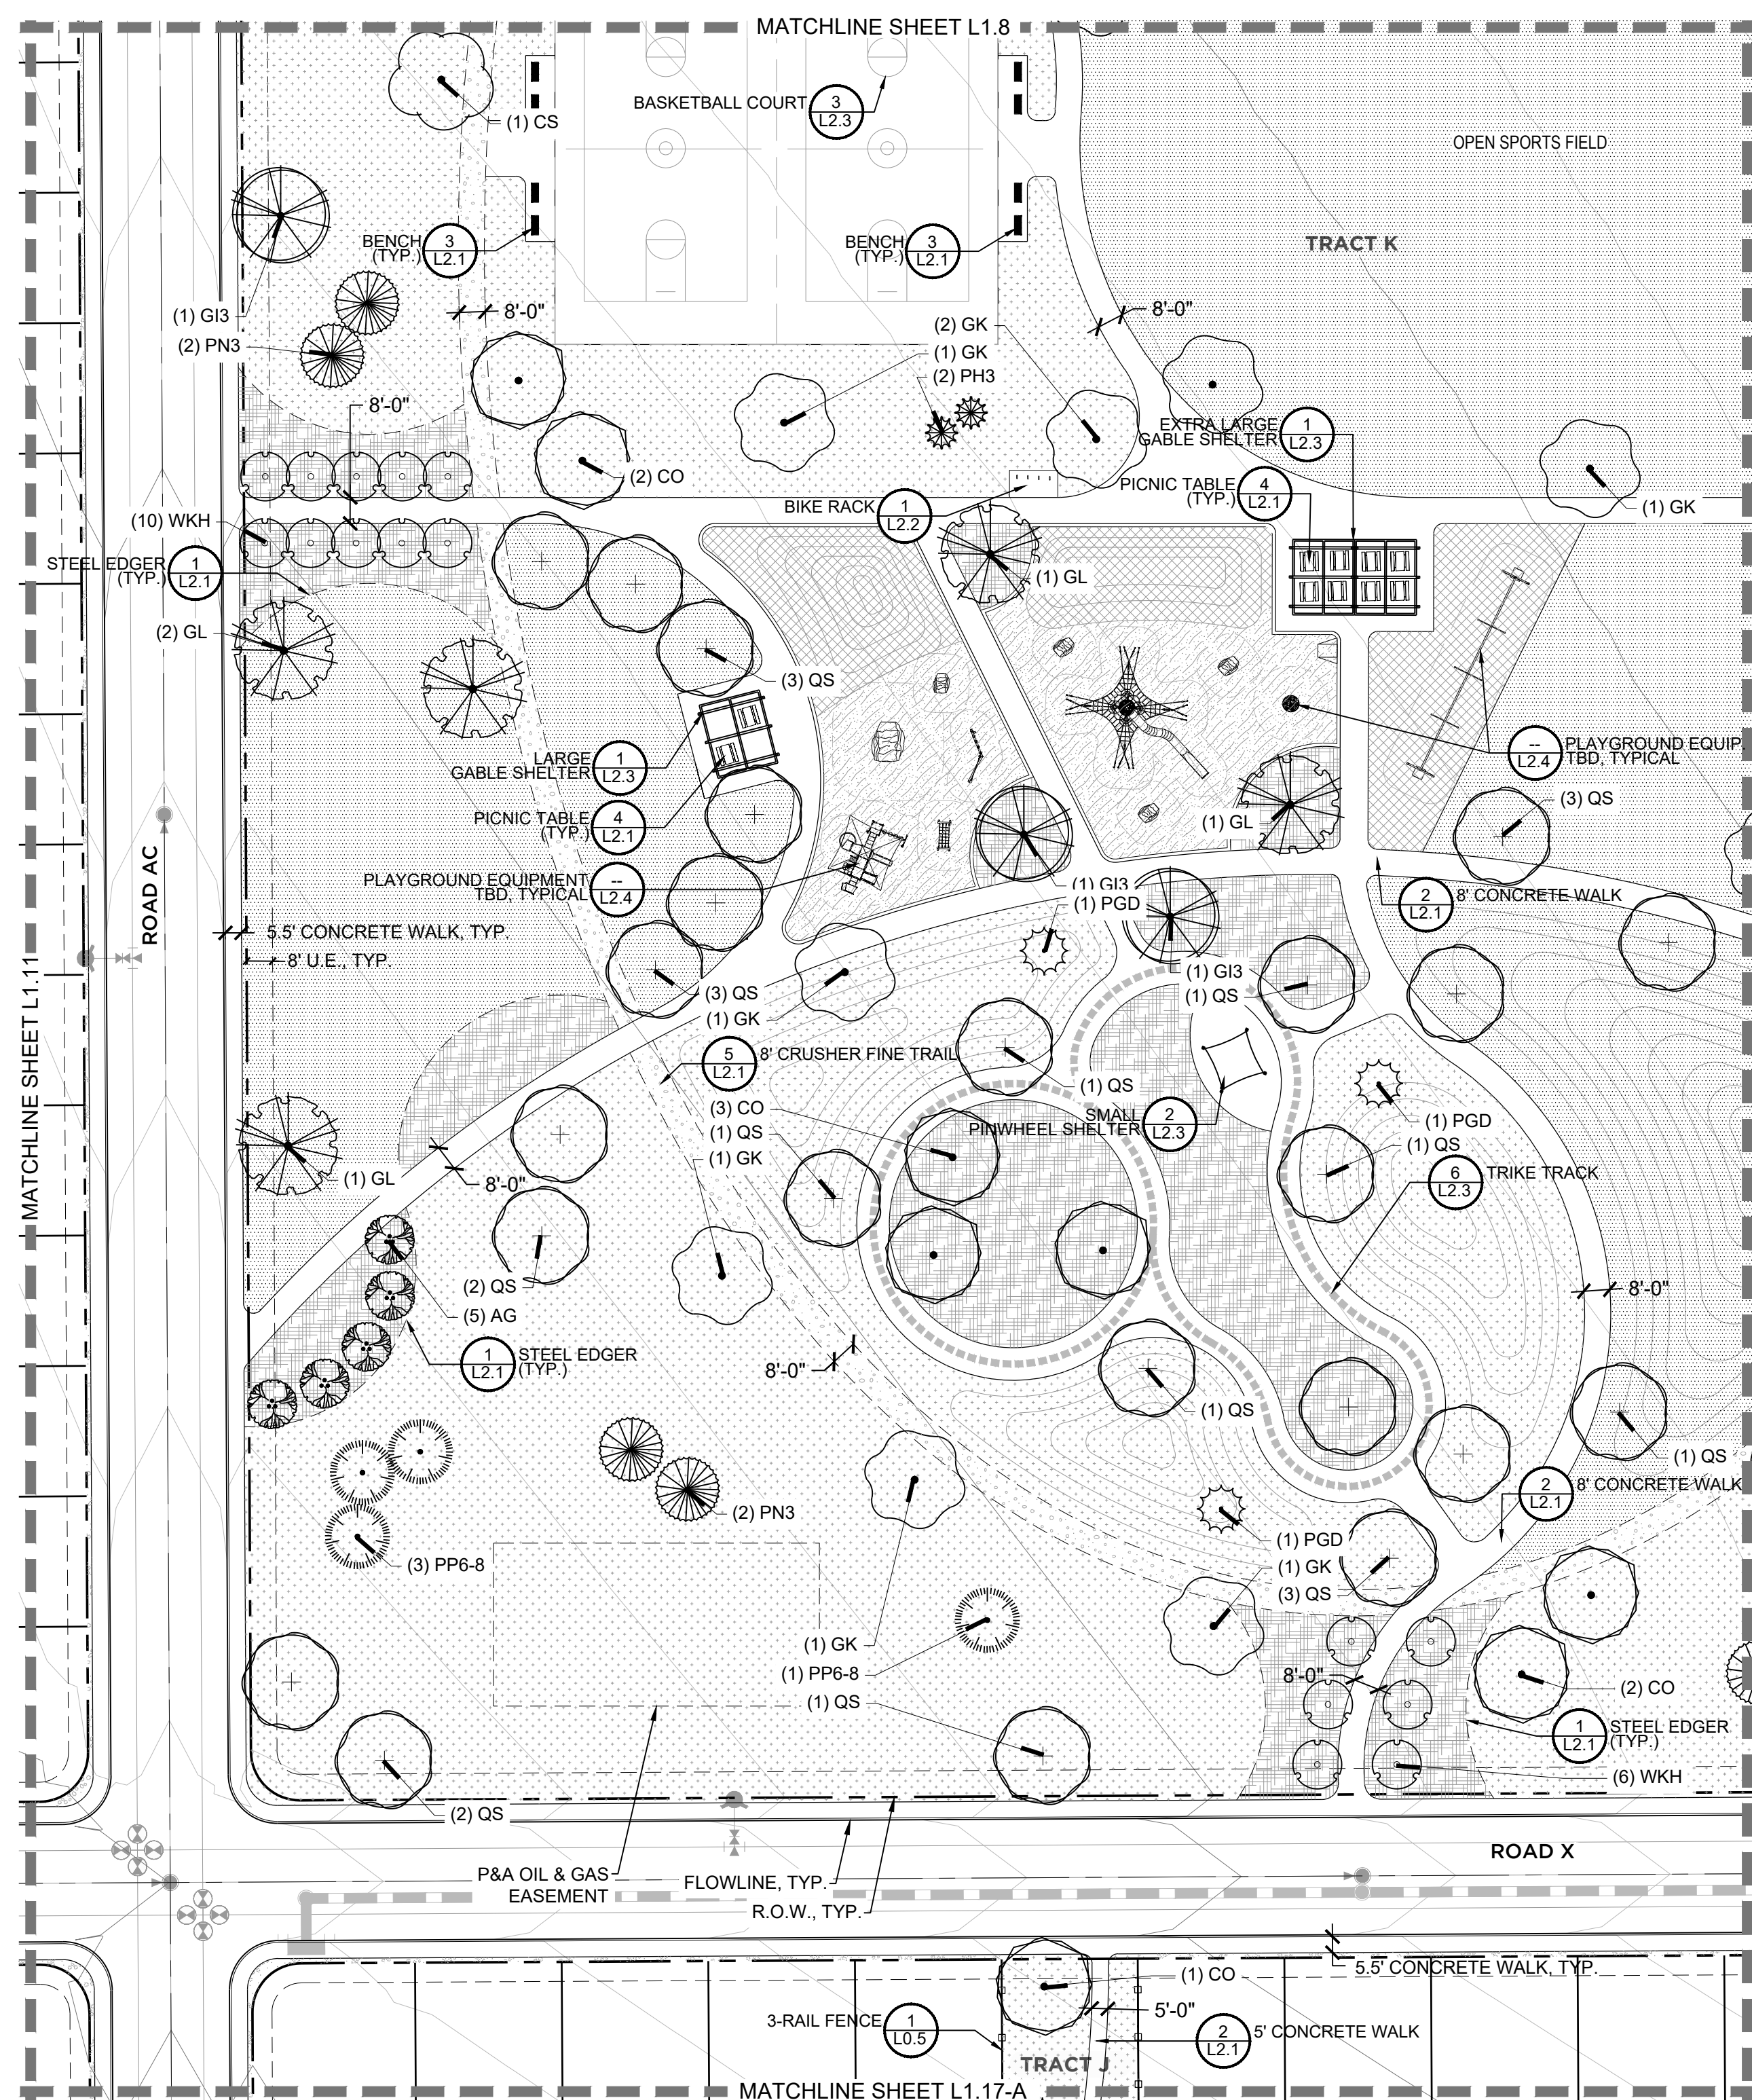 MATCHLINE SHEET L1.8
BASKETBALL COURT
3
L2.3
(1) CS
OPEN SPORTS FIELD
TRACT K
BENCH
(TYP.)
3
L2.1
BENCH
(TYP.)
3
L2.1
(1) GI3
8'-0"
8'-0"
(2) PN3
(2) GK
(1) GK
(2) PH3
8'-0"
EXTRA LARGE
GABLE SHELTER
1
L2.3
(2) CO
PICNIC TABLE
(TYP.)
4
L2.1
BIKE RACK
1
L2.2
(1) GK
(10) WKH
STEEL EDGER
(TYP.)
1
L2.1
(1) GL
(2) GL
(3) QS
LARGE
GABLE SHELTER
1
L2.3
--
L2.4
PLAYGROUND EQUIP.
TBD, TYPICAL
(3) QS
PICNIC TABLE
(TYP.)
4
L2.1
(1) GL
PLAYGROUND EQUIPMENT
TBD, TYPICAL
--
L2.4
(1) GI3
(1) PGD
2
L2.1
8' CONCRETE WALK
ROAD AC
5.5' CONCRETE WALK, TYP.
8' U.E., TYP.
MATCHLINE SHEET L1.11
(1) GI3
(1) QS
(3) QS
(1) GK
5
L2.1
8' CRUSHER FINE TRAIL
(1) QS
(3) CO
(1) QS
(1) GK
SMALL
PINWHEEL SHELTER
2
L2.3
(1) PGD
(1) QS
6
L2.3
TRIKE TRACK
(1) GL
8'-0"
(2) QS
(5) AG
8'-0"
1
L2.1
STEEL EDGER
(TYP.)
8'-0"
(1) QS
(1) QS
2
L2.1
8' CONCRETE WALK
(2) PN3
(3) PP6-8
(1) PGD
(1) GK
(3) QS
(1) GK
(1) PP6-8
(1) QS
8'-0"
(2) CO
1
L2.1
STEEL EDGER
(TYP.)
(6) WKH
(2) QS
ROAD X
P&A OIL & GAS
EASEMENT
FLOWLINE, TYP.
R.O.W., TYP.
(1) CO
5.5' CONCRETE WALK, TYP.
5'-0"
3-RAIL FENCE
1
L0.5
2
L2.1
5' CONCRETE WALK
TRACT J
MATCHLINE SHEET L1.17-A